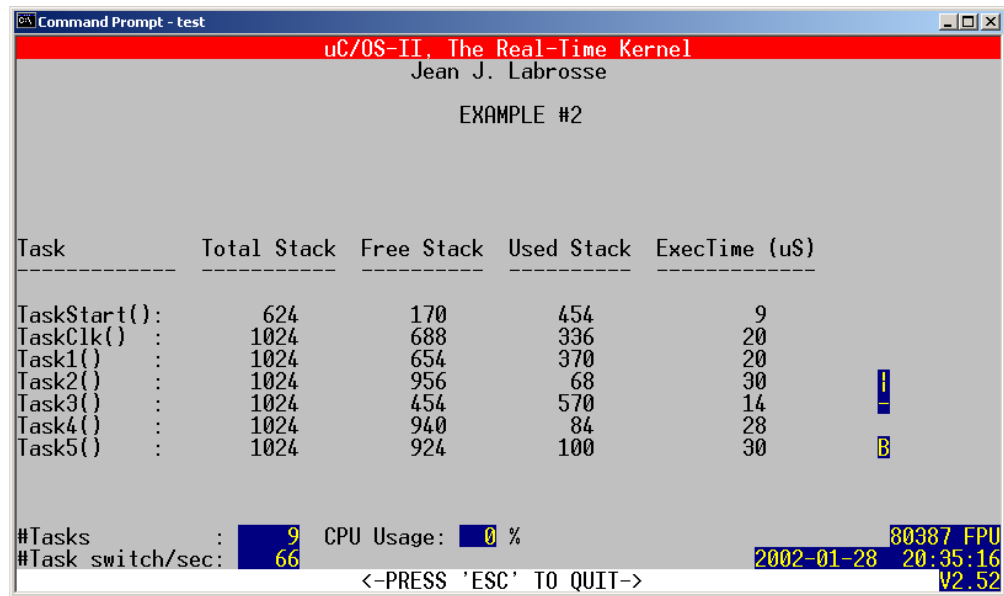 Command Prompt - test
uC/OS-II, The Real-Time Kernel
Jean J. Labrosse
EXAMPLE #2
Task Total Stack Free Stack Used Stack ExecTime (uS)
------------- ----------- ---------- ---------- -------------
TaskStart(): 624 170 454 9
TaskClk() : 1024 688 336 20
Task1() : 1024 654 370 20
Task2() : 1024 956 68 30 |
Task3() : 1024 454 570 14 -
Task4() : 1024 940 84 28
Task5() : 1024 924 100 30 B
#Tasks : 9 CPU Usage: 0 % 80387 FPU
#Task switch/sec: 66 2002-01-28 20:35:16
<-PRESS 'ESC' TO QUIT-> V2.52